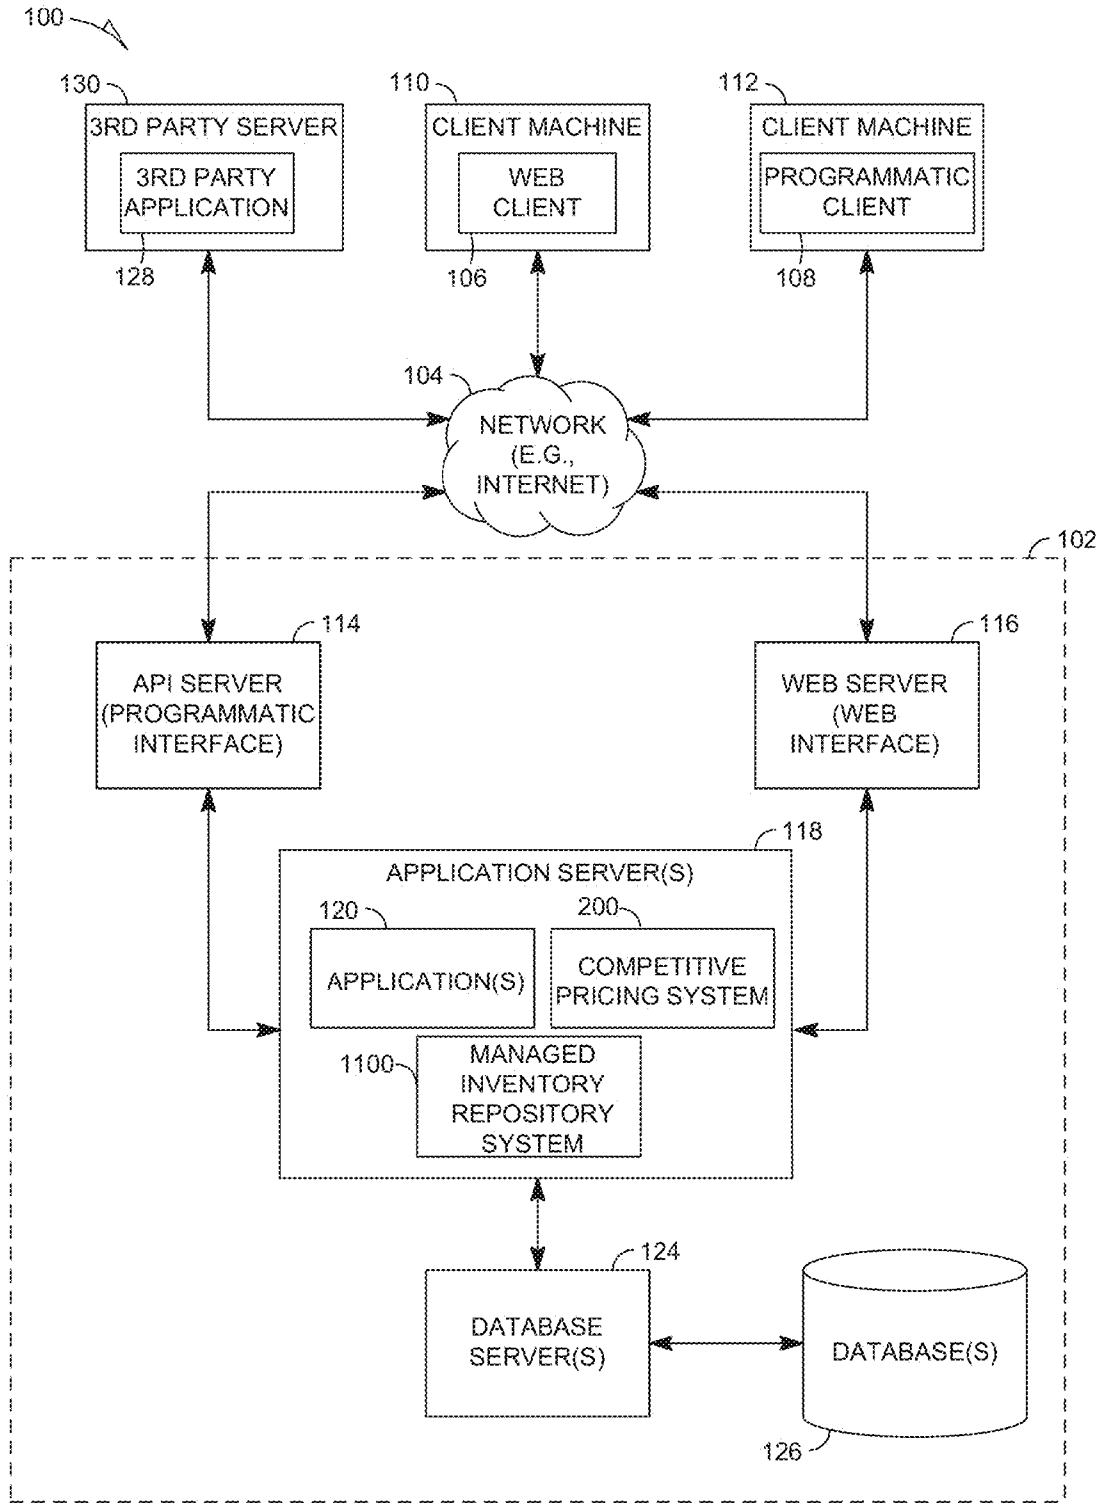 100
130
110
112
3RD PARTY SERVER
3RD PARTY
APPLICATION
128
CLIENT MACHINE
WEB
CLIENT
106
CLIENT MACHINE
PROGRAMMATIC
CLIENT
108
104
NETWORK
(E.G.,
INTERNET)
102
114
API SERVER
(PROGRAMMATIC
INTERFACE)
116
WEB SERVER
(WEB
INTERFACE)
118
APPLICATION SERVER(S)
120
APPLICATION(S)
200
COMPETITIVE
PRICING SYSTEM
1100
MANAGED
INVENTORY
REPOSITORY
SYSTEM
124
DATABASE
SERVER(S)
DATABASE(S)
126